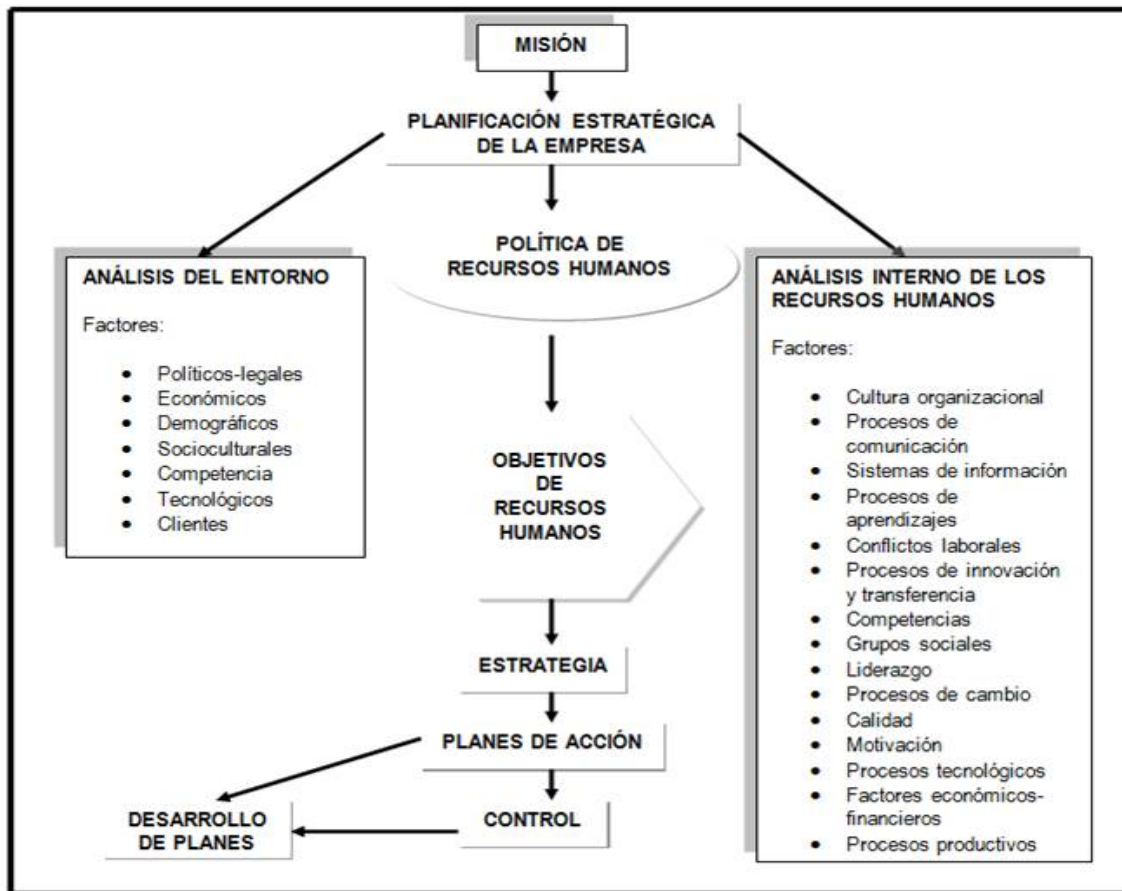 MISIÓN
PLANIFICACIÓN ESTRATÉGICA
DE LA EMPRESA
POLÍTICA DE
RECURSOS HUMANOS
ANÁLISIS DEL ENTORNO
Factores:
• Políticos-legales
• Económicos
• Demográficos
• Socioculturales
• Competencia
• Tecnológicos
• Clientes
OBJETIVOS
DE
RECURSOS
HUMANOS
ANÁLISIS INTERNO DE LOS
RECURSOS HUMANOS
Factores:
• Cultura organizacional
• Procesos de
comunicación
• Sistemas de información
• Procesos de
aprendizajes
• Conflictos laborales
• Procesos de innovación
y transferencia
• Competencias
• Grupos sociales
• Liderazgo
• Procesos de cambio
• Calidad
• Motivación
• Procesos tecnológicos
• Factores económicos-
financieros
• Procesos productivos
ESTRATEGIA
PLANES DE ACCIÓN
CONTROL
DESARROLLO
DE PLANES